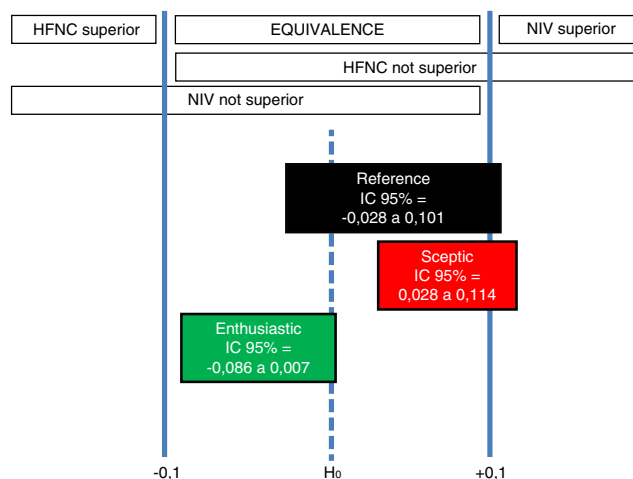 HFNC superior
EQUIVALENCE
NIV superior
HFNC not superior
NIV not superior
Reference
IC 95% =
-0,028 a 0,101
Sceptic
IC 95% =
0,028 a 0,114
Enthusiastic
IC 95% =
-0,086 a 0,007
-0,1
H₀
+0,1